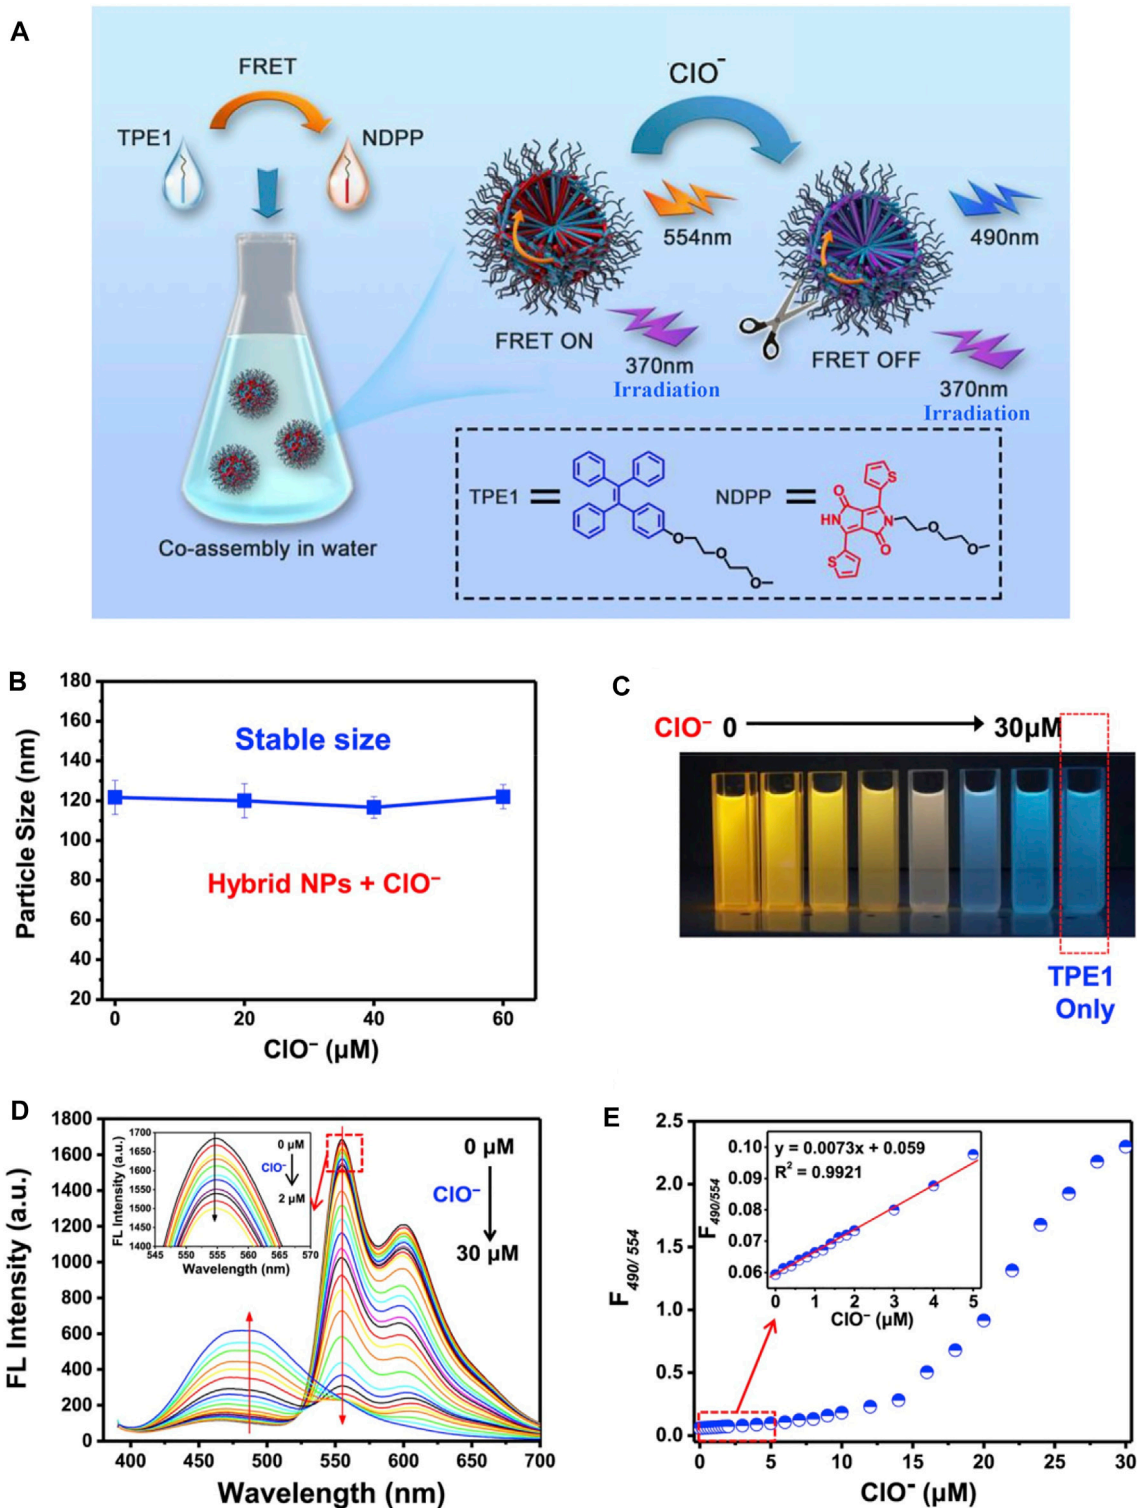 A
FRET
TPE1
NDPP
ClO⁻
554nm
490nm
FRET ON
FRET OFF
370nm
Irradiation
370nm
Irradiation
TPE1
NDPP
O
O
O
O
HN
N
O
S
S
O
O
Co-assembly in water
B
180
160
140
120
100
80
60
40
20
0
20
40
60
Particle Size (nm)
ClO⁻ (μM)
Stable size
Hybrid NPs + ClO⁻
C
ClO⁻ 0
30μM
TPE1
Only
D
1800
1600
1400
1200
1000
800
600
400
200
0
400
450
500
550
600
650
700
FL Intensity (a.u.)
Wavelength (nm)
0 μM
ClO⁻
30 μM
1700
1650
1600
1550
1500
1450
1400
545
550
555
560
565
570
FL Intensity (a.u.)
Wavelength (nm)
0 μM
ClO⁻
2 μM
E
2.5
2.0
1.5
1.0
0.5
0.0
0
5
10
15
20
25
30
F490/ 554
ClO⁻ (μM)
y = 0.0073x + 0.059
R² = 0.9921
0.10
0.09
0.08
0.07
0.06
0
1
2
3
4
5
F490/554
ClO⁻ (μM)